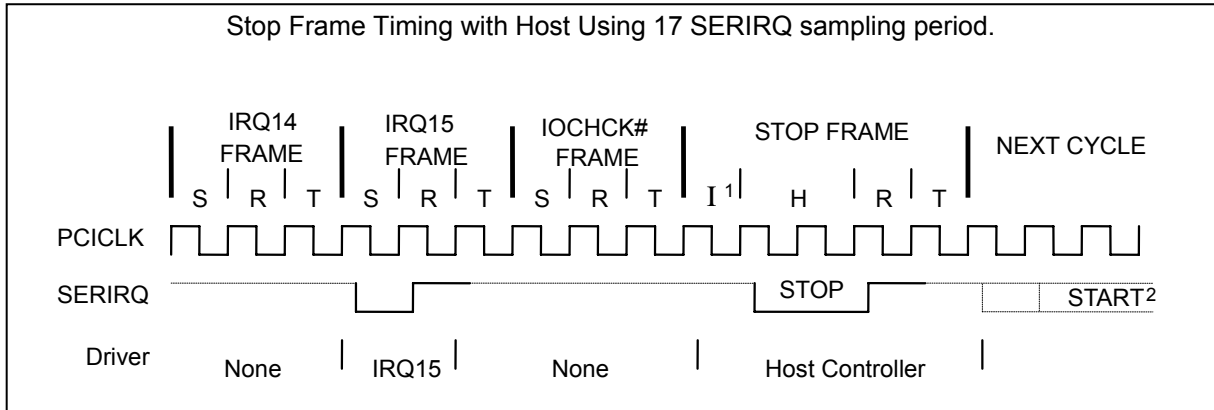 Stop Frame Timing with Host Using 17 SERIRQ sampling period.
IRQ14 FRAME
IRQ15 FRAME
IOCHCK# FRAME
STOP FRAME
NEXT CYCLE
S R T S R T S R T I 1 H R T
PCICLK
SERIRQ STOP START2
Driver None IRQ15 None Host Controller